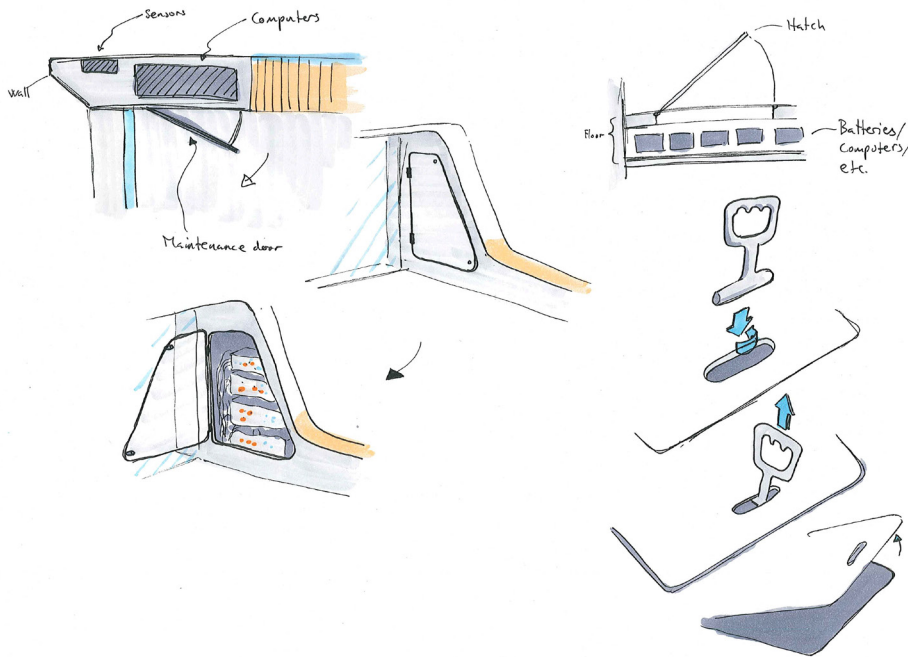 Sensors
Computers
Wall
Maintenance door
Hatch
Floor
Batteries/
Computers/
etc.